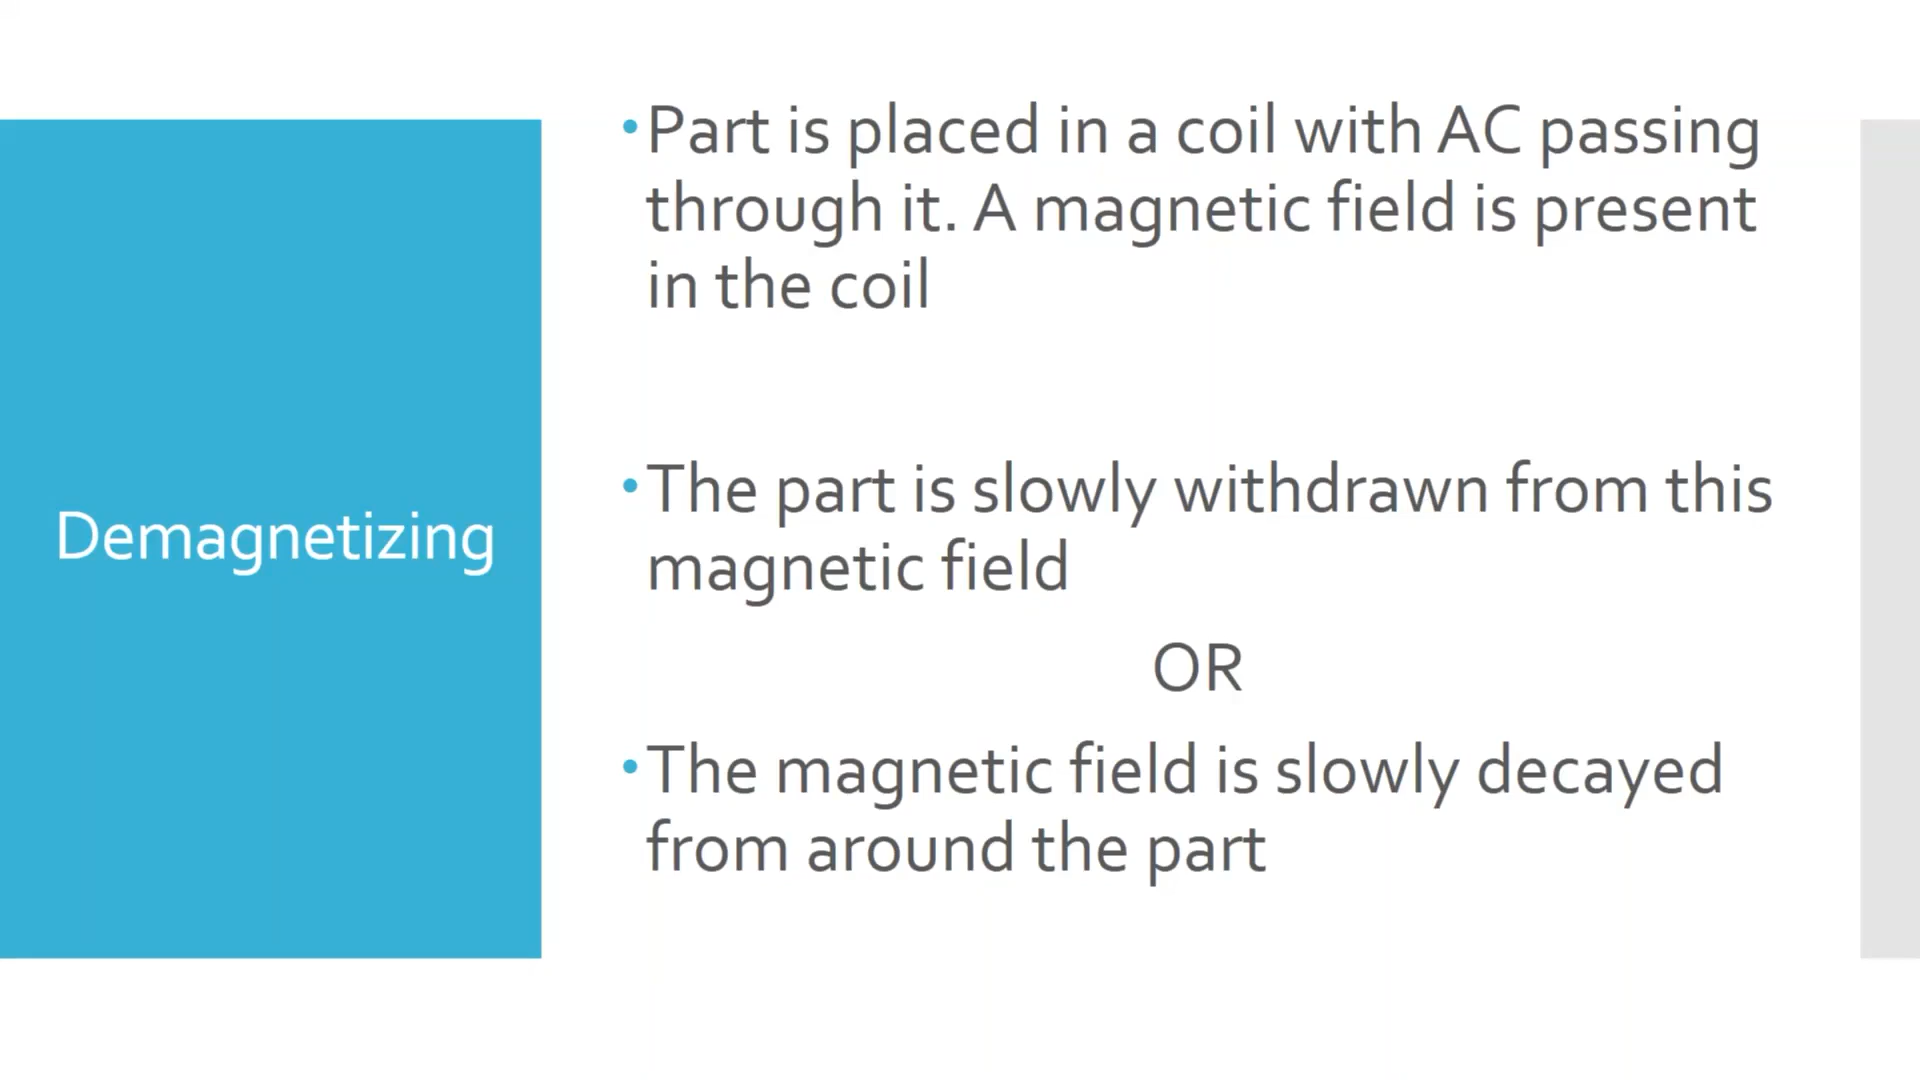 Demagnetizing
•Part is placed in a coil with AC passing
through it. A magnetic field is present
in the coil
•The part is slowly withdrawn from this
magnetic field
OR
•The magnetic field is slowly decayed
from around the part